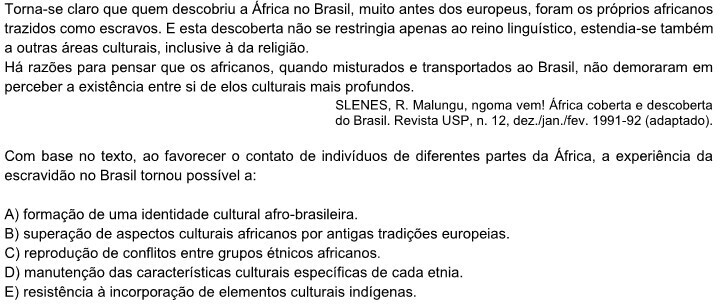 Torna-se claro que quem descobriu a África no Brasil, muito antes dos europeus, foram os próprios africanos
trazidos como escravos. E esta descoberta não se restringia apenas ao reino linguístico, estendia-se também
a outras áreas culturais, inclusive à da religião.
Há razões para pensar que os africanos, quando misturados e transportados ao Brasil, não demoraram em
perceber a existência entre si de elos culturais mais profundos.
SLENES, R. Malungu, ngoma vem! África coberta e descoberta
do Brasil. Revista USP, n. 12, dez./jan./fev. 1991-92 (adaptado).
Com base no texto, ao favorecer o contato de indivíduos de diferentes partes da África, a experiência da
escravidão no Brasil tornou possível a:
A) formação de uma identidade cultural afro-brasileira.
B) superação de aspectos culturais africanos por antigas tradições europeias.
C) reprodução de conflitos entre grupos étnicos africanos.
D) manutenção das características culturais específicas de cada etnia.
E) resistência à incorporação de elementos culturais indígenas.